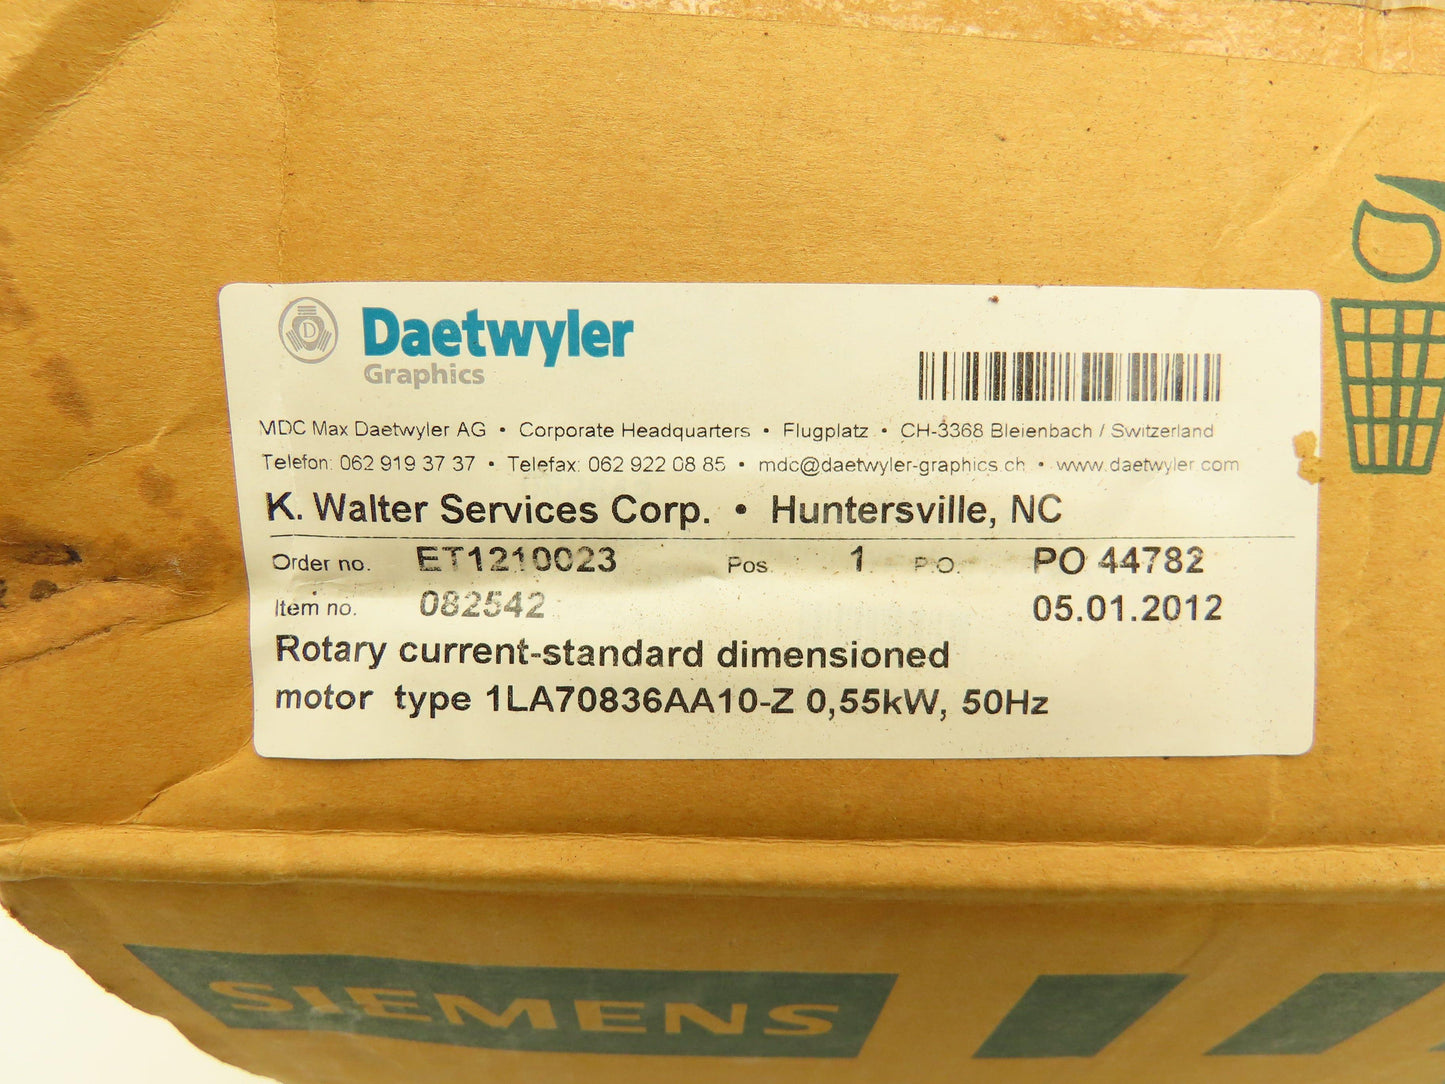 Daetwyler
Graphics
MDC Max Daetwyler AG • Corporate Headquarters • Flugplatz • CH-3368 Bleienbach / Switzerland
Telefon: 062 919 37 37 • Telefax: 062 922 08 85 • mdc@daetwyler-graphics.ch • www.daetwyler.com
K. Walter Services Corp. • Huntersville, NC
Order no. ET1210023 Pos. 1 P.O. PO 44782
Item no. 082542 05.01.2012
Rotary current-standard dimensioned
motor type 1LA70836AA10-Z 0,55kW, 50Hz
SIEMENS